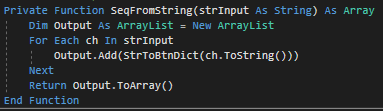 Private Function SeqFromString(strInput As String) As Array
Dim Output As ArrayList = New ArrayList
For Each ch In strInput
Output.Add(StrToBtnDict(ch.ToString()))
Next
Return Output.ToArray()
End Function